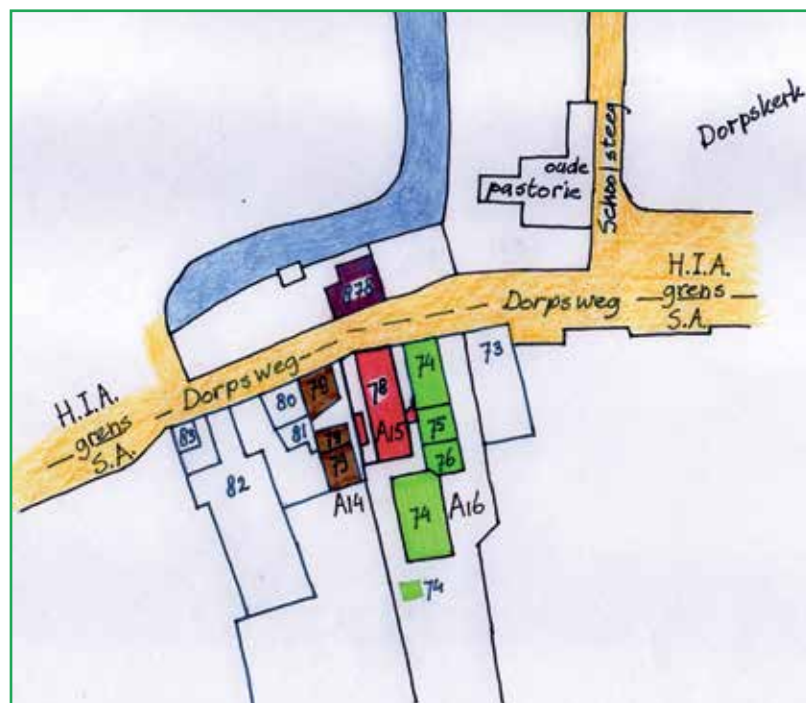 Dorpskerk
oude
pastorie
Schoolsteeg
H.I.A.
grens
S.A.
Dorpsweg
Dorpsweg
H.I.A.
grens
S.A.
73
74
78
79
80
83
81
A15
75
76
82
A14
74
A16
74